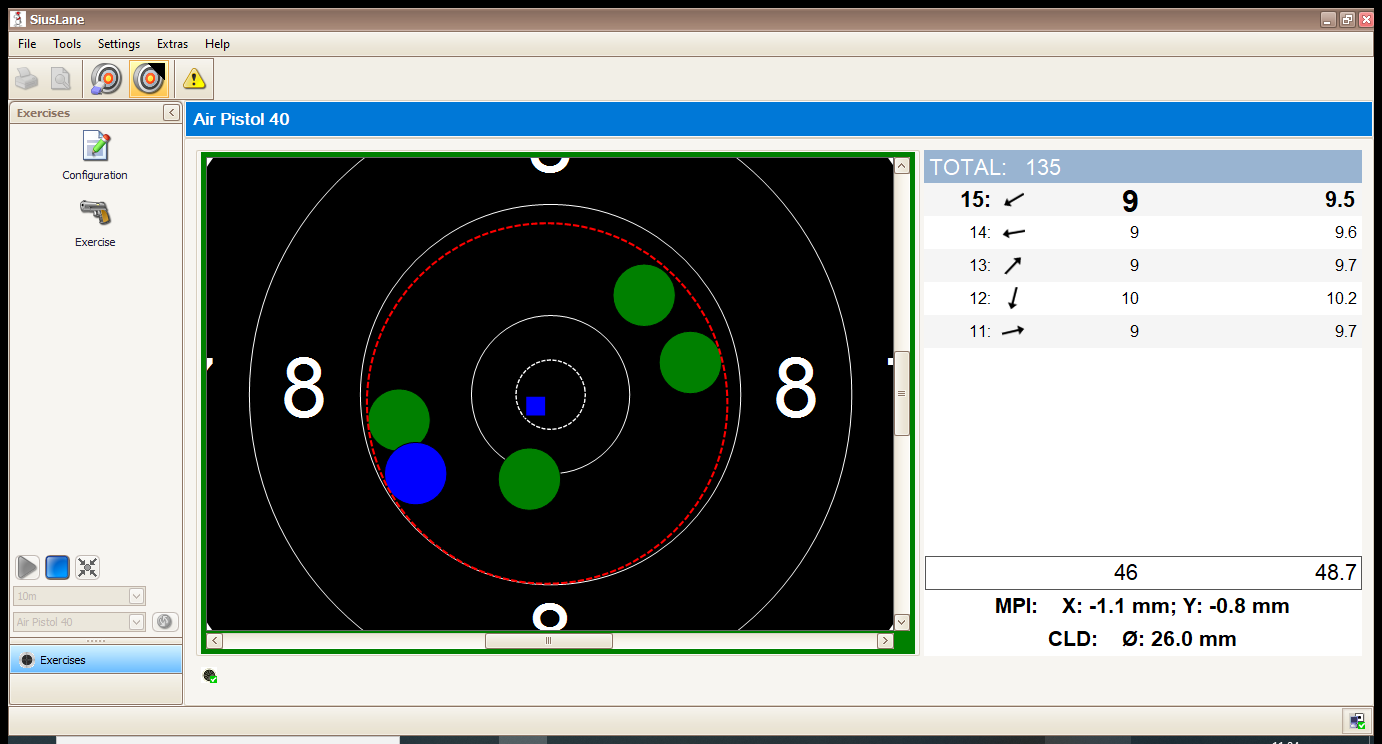 SiusLane
File Tools Settings Extras Help
Exercises
Configuration
Exercise
10m
Air Pistol 40
Exercises
Air Pistol 40
8 8
TOTAL: 135
15: 9 9.5
14: 9 9.6
13: 9 9.7
12: 10 10.2
11: 9 9.7
46 48.7
MPI: X: -1.1 mm; Y: -0.8 mm
CLD: Ø: 26.0 mm